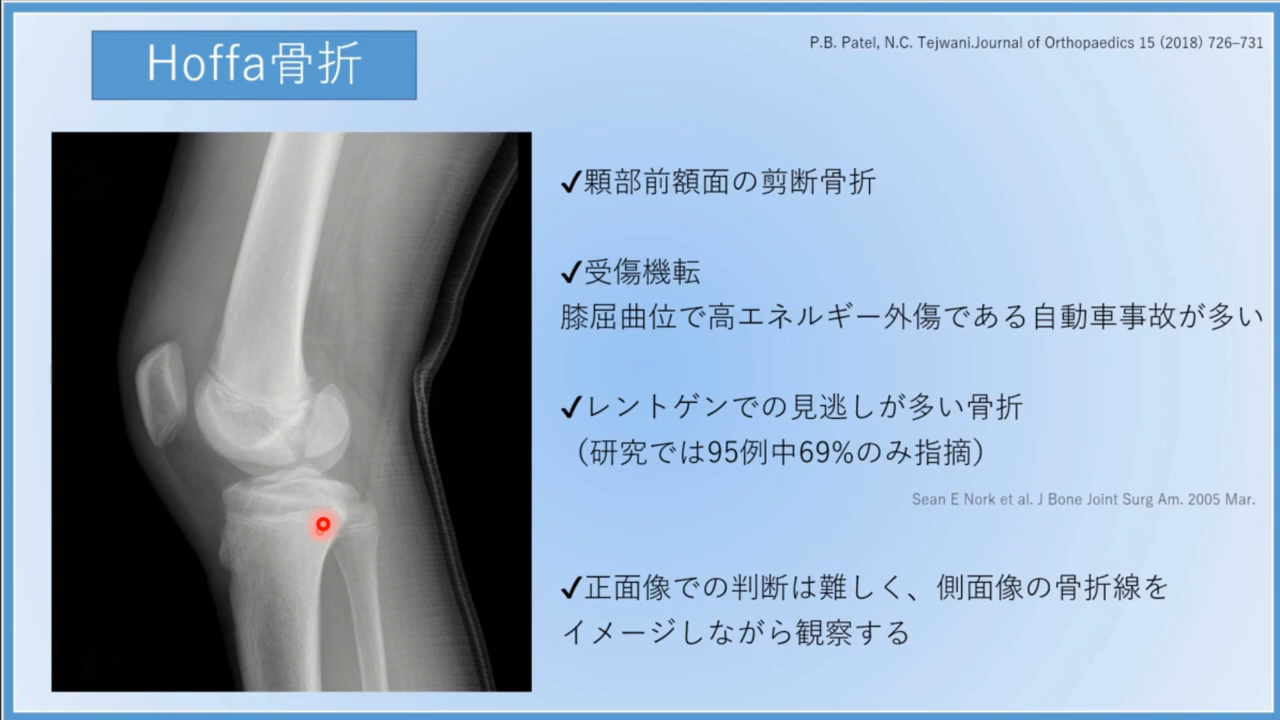 Hoffa骨折
P.B. Patel, N.C. Tejwani.Journal of Orthopaedics 15 (2018) 726–731
✓顆部前額面の剪断骨折
✓受傷機転
膝屈曲位で高エネルギー外傷である自動車事故が多い
✓レントゲンでの見逃しが多い骨折
（研究では95例中69%のみ指摘）
Sean E Nork et al. J Bone Joint Surg Am. 2005 Mar.
✓正面像での判断は難しく、側面像の骨折線を
イメージしながら観察する